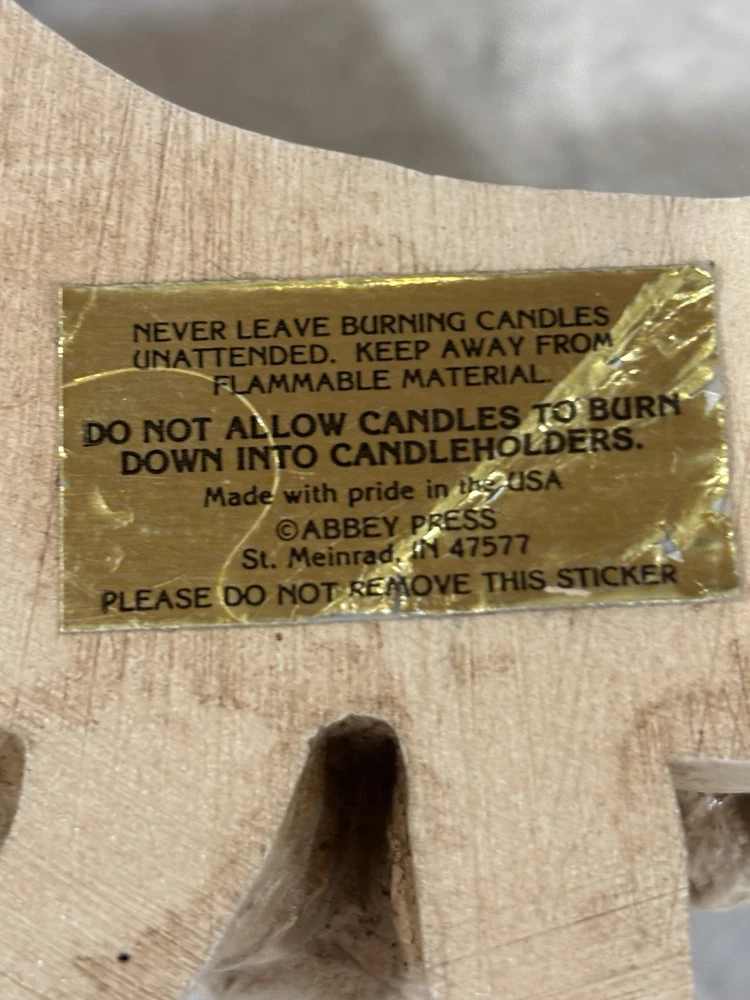 NEVER LEAVE BURNING CANDLES
UNATTENDED. KEEP AWAY FROM
FLAMMABLE MATERIAL.
DO NOT ALLOW CANDLES TO BURN
DOWN INTO CANDLEHOLDERS.
Made with pride in the USA
©ABBEY PRESS
St. Meinrad, IN 47577
PLEASE DO NOT REMOVE THIS STICKER